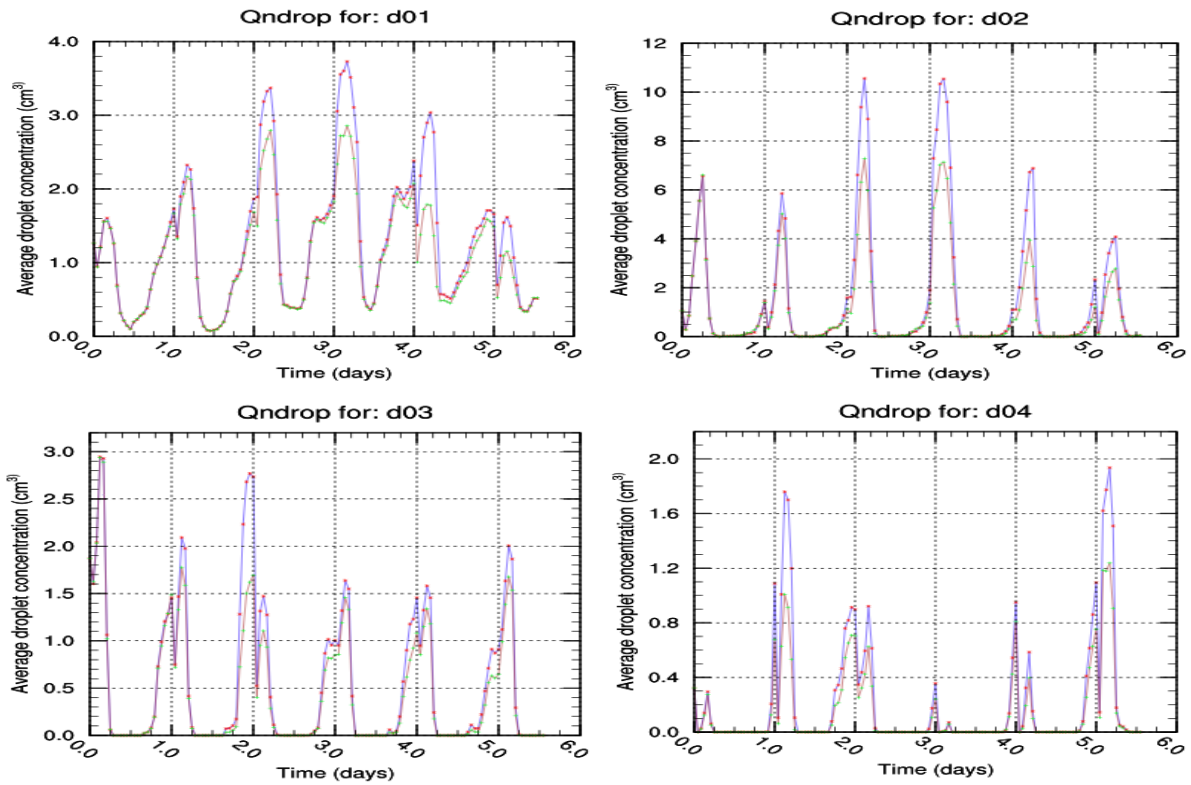 Qndrop for: d01
Average droplet concentration (cm3)
4.0
3.0
2.0
1.0
0.0
0.0 1.0 2.0 3.0 4.0 5.0 6.0
Time (days)
Qndrop for: d02
Average droplet concentration (cm3)
12
10
8
6
4
2
0
0.0 1.0 2.0 3.0 4.0 5.0 6.0
Time (days)
Qndrop for: d03
Average droplet concentration (cm3)
3.0
2.5
2.0
1.5
1.0
0.5
0.0
0.0 1.0 2.0 3.0 4.0 5.0 6.0
Time (days)
Qndrop for: d04
Average droplet concentration (cm3)
2.0
1.6
1.2
0.8
0.4
0.0
0.0 1.0 2.0 3.0 4.0 5.0 6.0
Time (days)